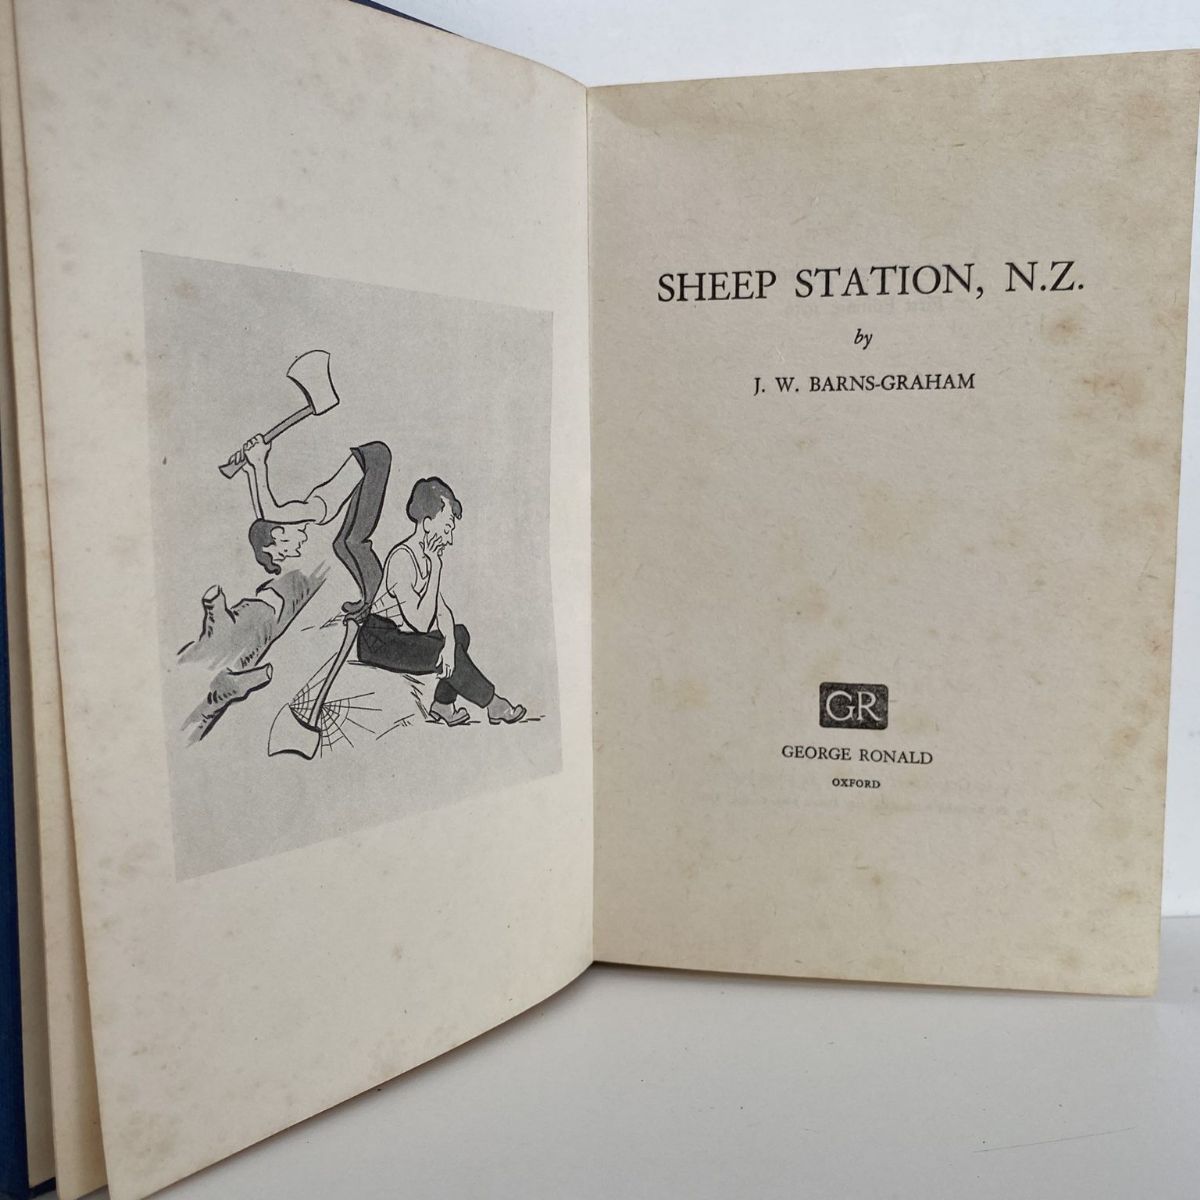 SHEEP STATION, N.Z.
by
J. W. BARNS-GRAHAM
GR
GEORGE RONALD
OXFORD